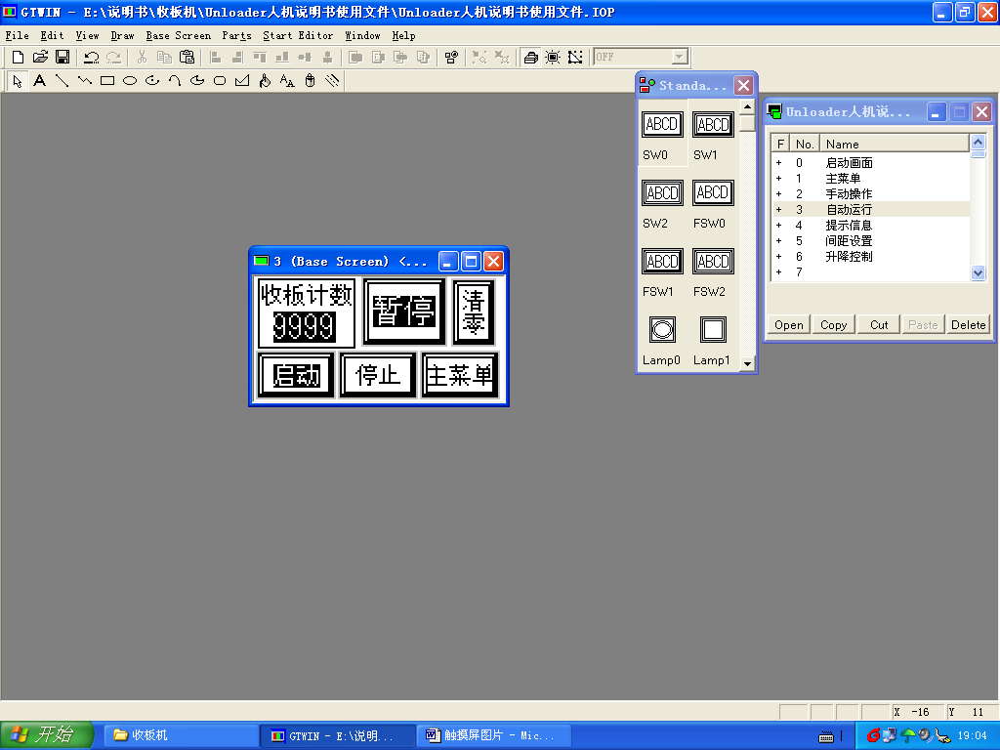 GTWIN - E:\说明书\收板机\Unloader人机说明书使用文件\Unloader人机说明书使用文件.IOP
File Edit View Draw Base Screen Parts Start Editor Window Help
OFF
Standa...
ABCD ABCD
SW0 SW1
ABCD ABCD
SW2 FSW0
ABCD ABCD
FSW1 FSW2
Lamp0 Lamp1
Unloader人机说...
F No. Name
+ 0 启动画面
+ 1 主菜单
+ 2 手动操作
+ 3 自动运行
+ 4 提示信息
+ 5 间距设置
+ 6 升降控制
+ 7
Open Copy Cut Paste Delete
3 (Base Screen) <...
收板计数
9999
暂停
清零
启动 停止 主菜单
X -16 Y 11
开始 收板机 GTWIN - E:\说明... 触摸屏图片 - Mic... 19:04